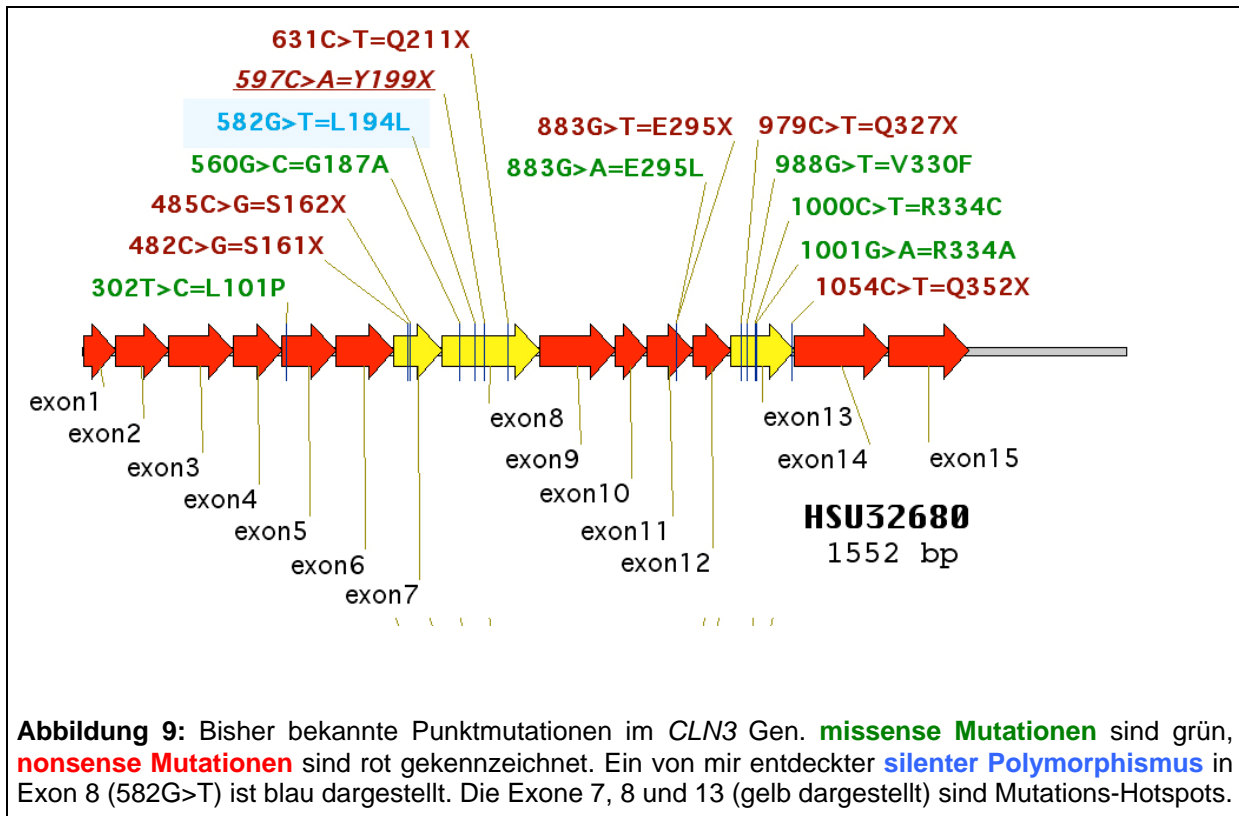 631C>T=Q211X
597C>A=Y199X
582G>T=L194L
560G>C=G187A
485C>G=S162X
482C>G=S161X
302T>C=L101P
883G>T=E295X
883G>A=E295L
979C>T=Q327X
988G>T=V330F
1000C>T=R334C
1001G>A=R334A
1054C>T=Q352X
exon1
exon2
exon3
exon4
exon5
exon6
exon7
exon8
exon9
exon10
exon11
exon12
exon13
exon14
exon15
HSU32680
1552 bp
Abbildung 9: Bisher bekannte Punktmutationen im CLN3 Gen. missense Mutationen sind grün,
nonsense Mutationen sind rot gekennzeichnet. Ein von mir entdeckter silenter Polymorphismus in
Exon 8 (582G>T) ist blau dargestellt. Die Exone 7, 8 und 13 (gelb dargestellt) sind Mutations-Hotspots.